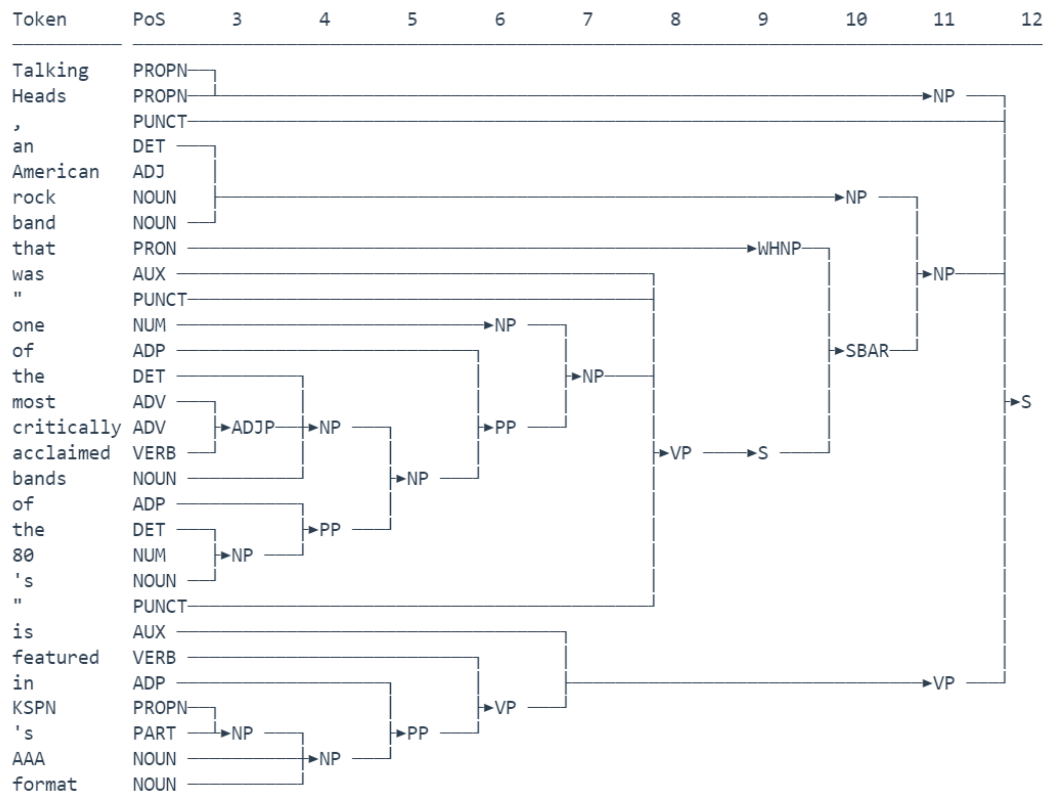 Token PoS 3 4 5 6 7 8 9 10 11 12
Talking PROPN
Heads PROPN NP
, PUNCT
an DET
American ADJ
rock NOUN NP
band NOUN
that PRON WHNP
was AUX NP
" PUNCT
one NUM NP
of ADP SBAR
the DET NP
most ADV S
critically ADV ADJP NP PP
acclaimed VERB VP S
bands NOUN NP
of ADP
the DET PP
80 NUM NP
's NOUN
" PUNCT
is AUX
featured VERB
in ADP VP
KSPN PROPN VP
's PART NP PP
AAA NOUN NP
format NOUN